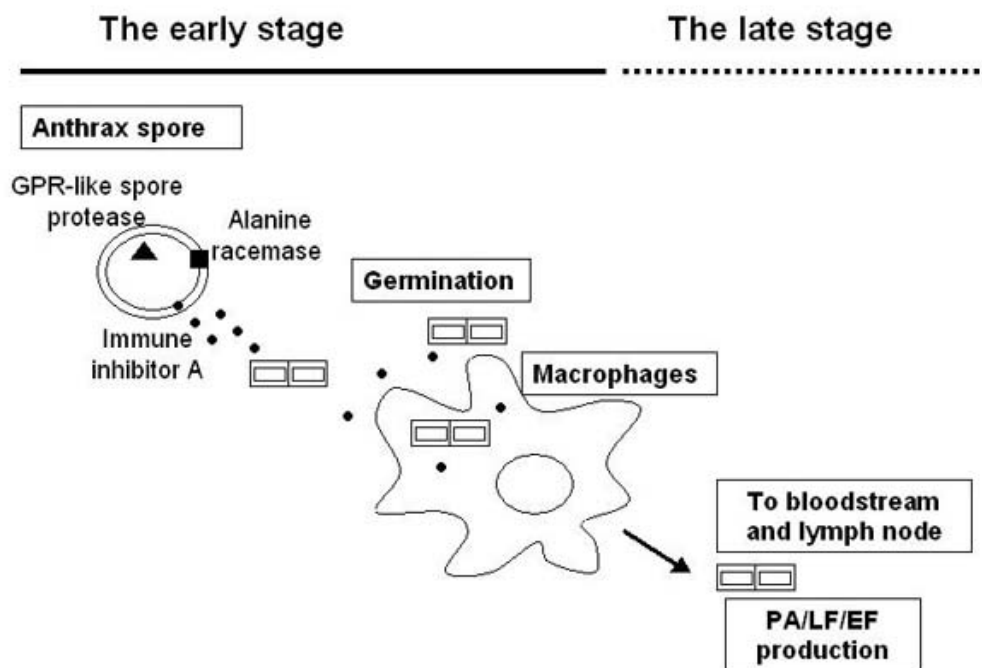 The early stage
The late stage
Anthrax spore
GPR-like spore
protease
Alanine
racemase
Germination
Immune
inhibitor A
Macrophages
To bloodstream
and lymph node
PA/LF/EF
production